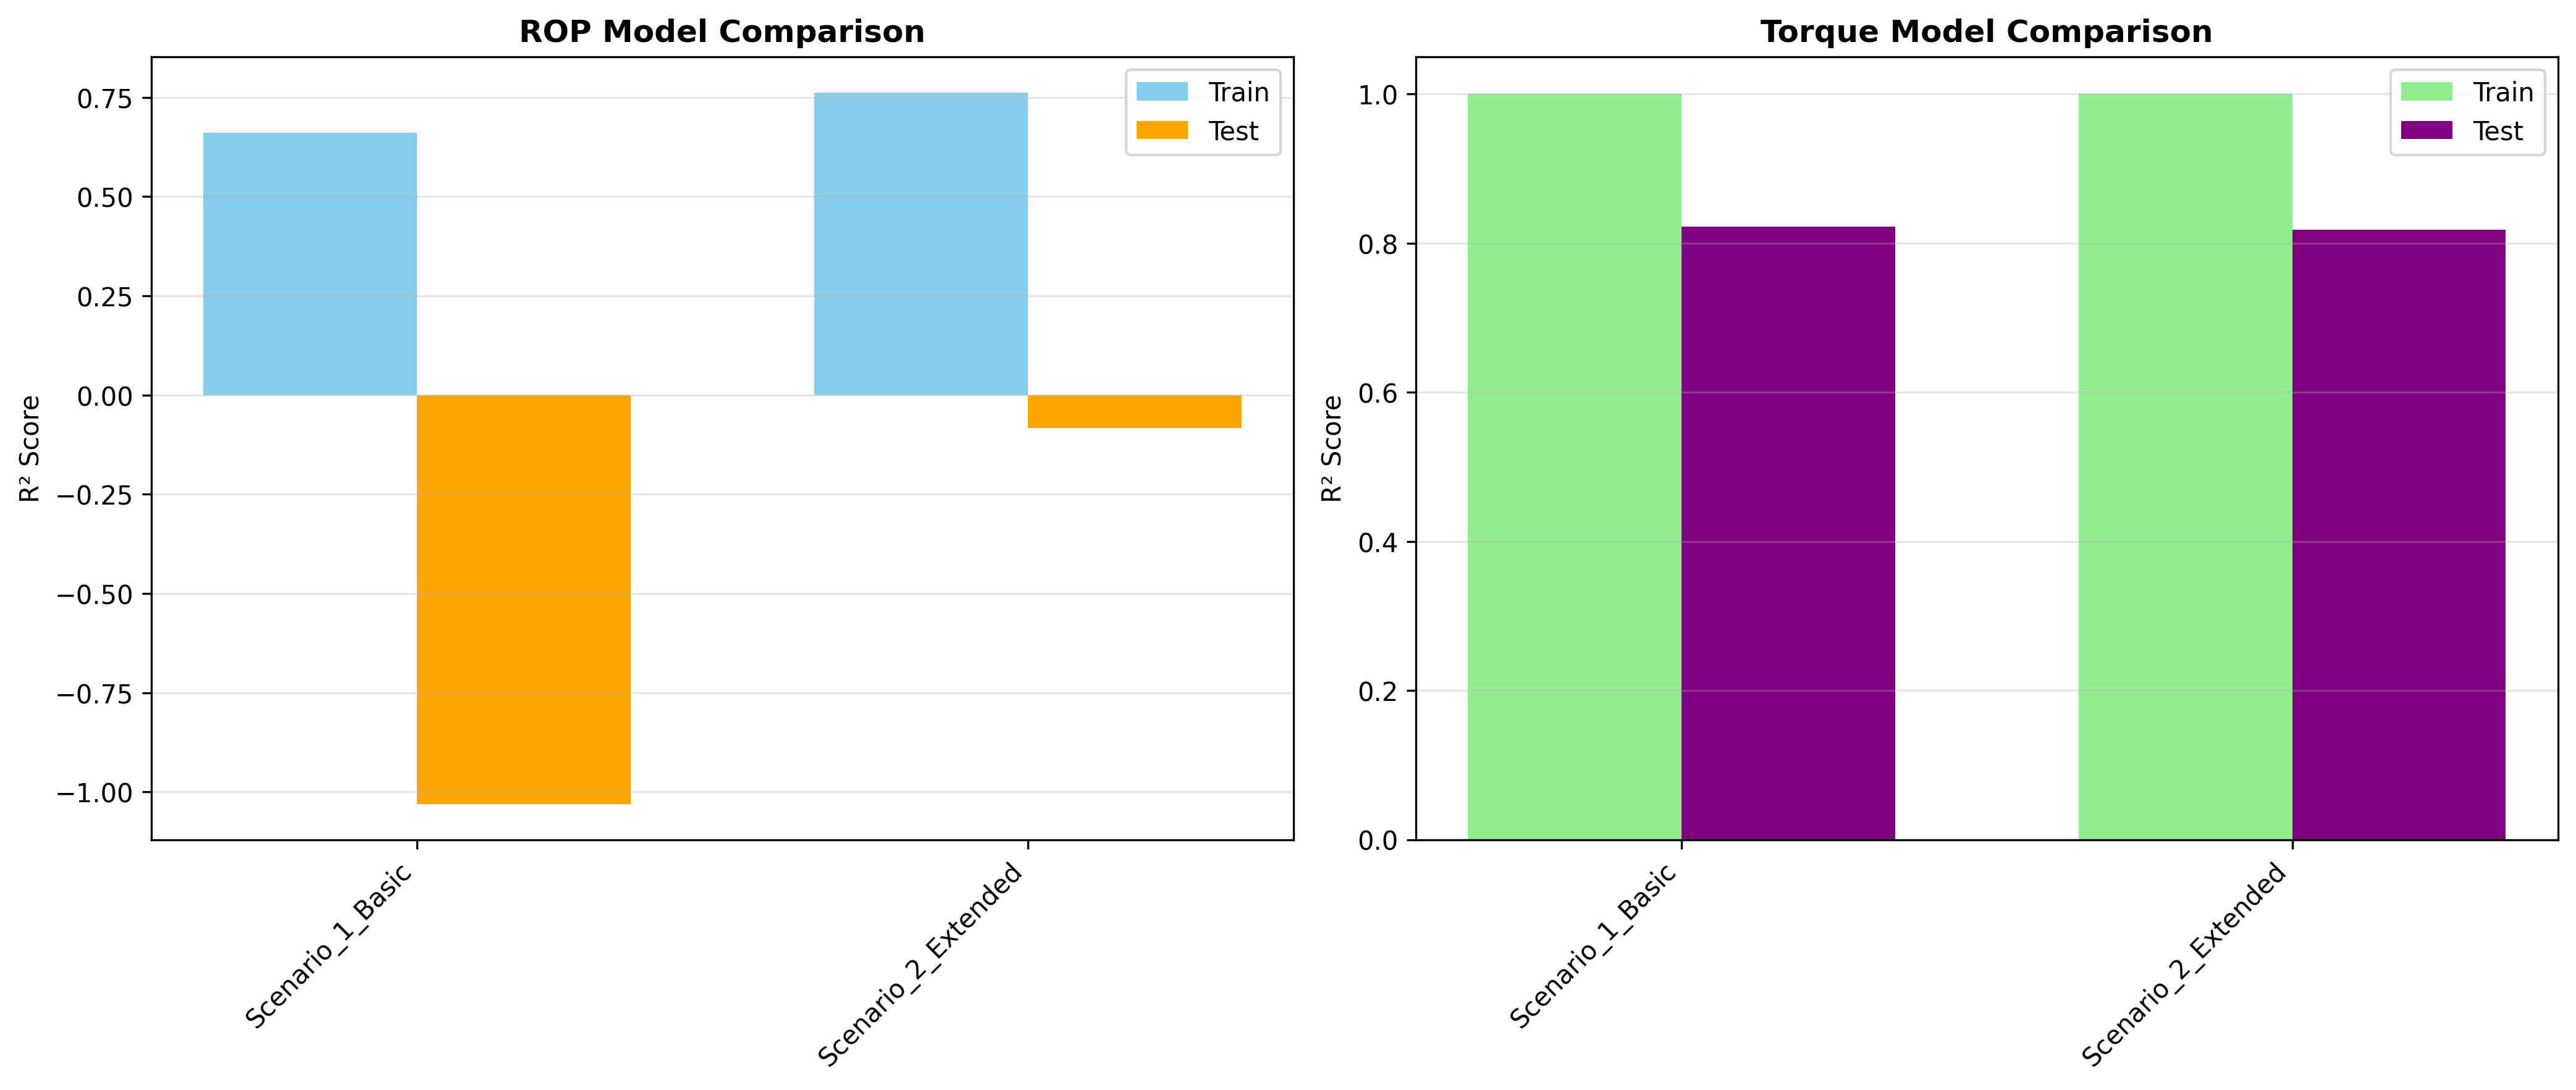 ROP Model Comparison
R² Score
0.75
0.50
0.25
0.00
−0.25
−0.50
−0.75
−1.00
Train
Test
Scenario_1_Basic
Scenario_2_Extended
Torque Model Comparison
R² Score
1.0
0.8
0.6
0.4
0.2
0.0
Train
Test
Scenario_1_Basic
Scenario_2_Extended